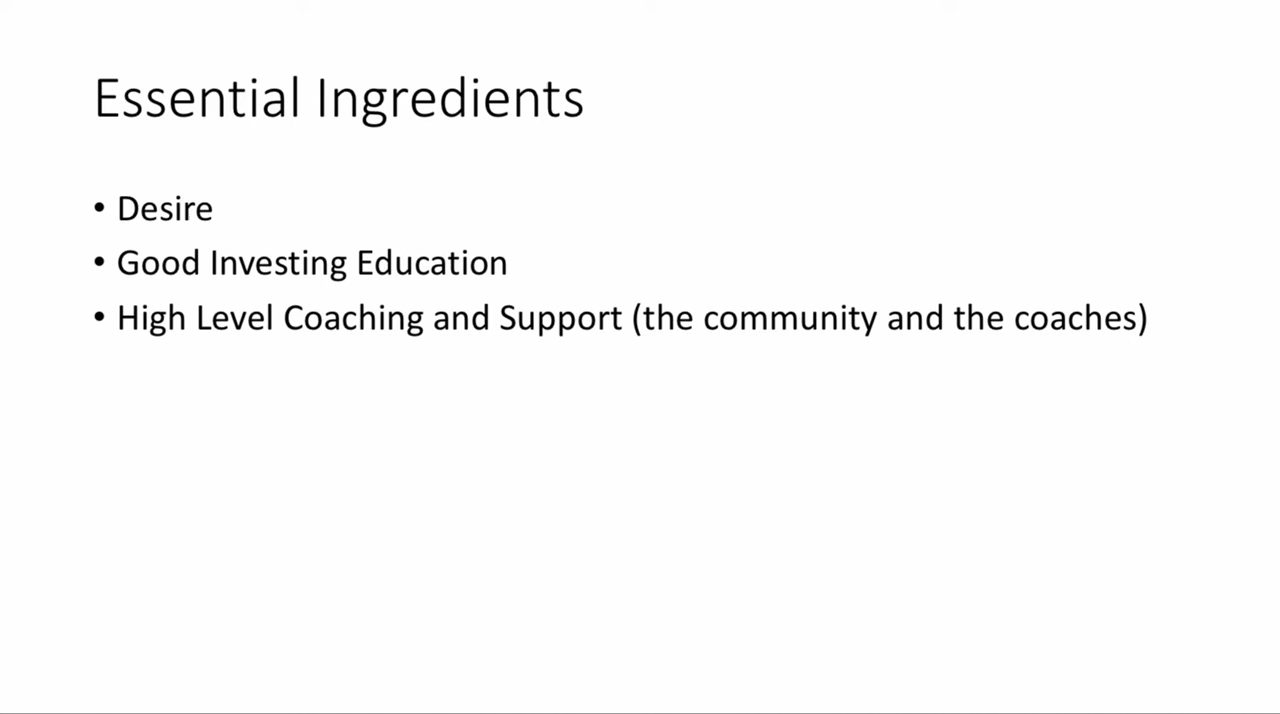 Essential Ingredients
• Desire
• Good Investing Education
• High Level Coaching and Support (the community and the coaches)